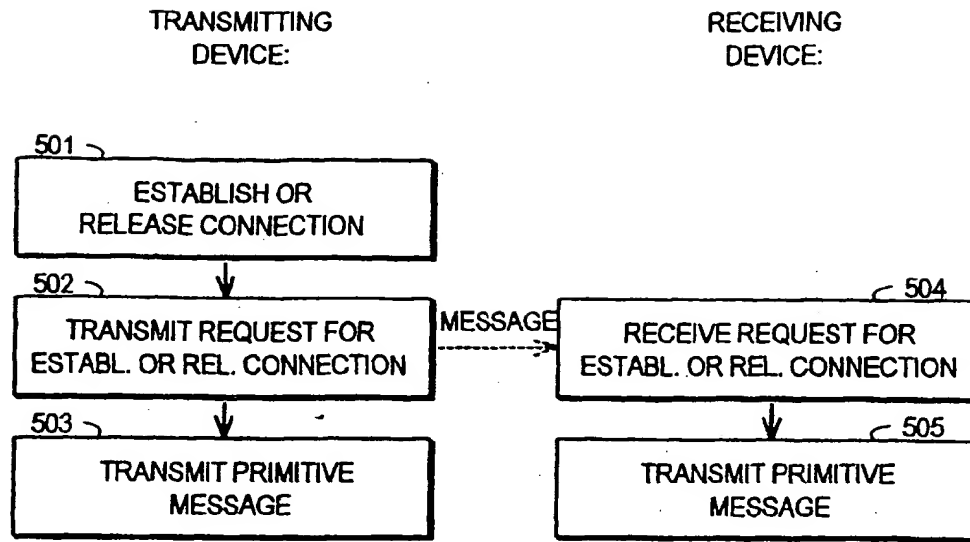 TRANSMITTING
DEVICE:
RECEIVING
DEVICE:
501
ESTABLISH OR
RELEASE CONNECTION
502
TRANSMIT REQUEST FOR
ESTABL. OR REL. CONNECTION
MESSAGE
504
RECEIVE REQUEST FOR
ESTABL. OR REL. CONNECTION
503
TRANSMIT PRIMITIVE
MESSAGE
505
TRANSMIT PRIMITIVE
MESSAGE